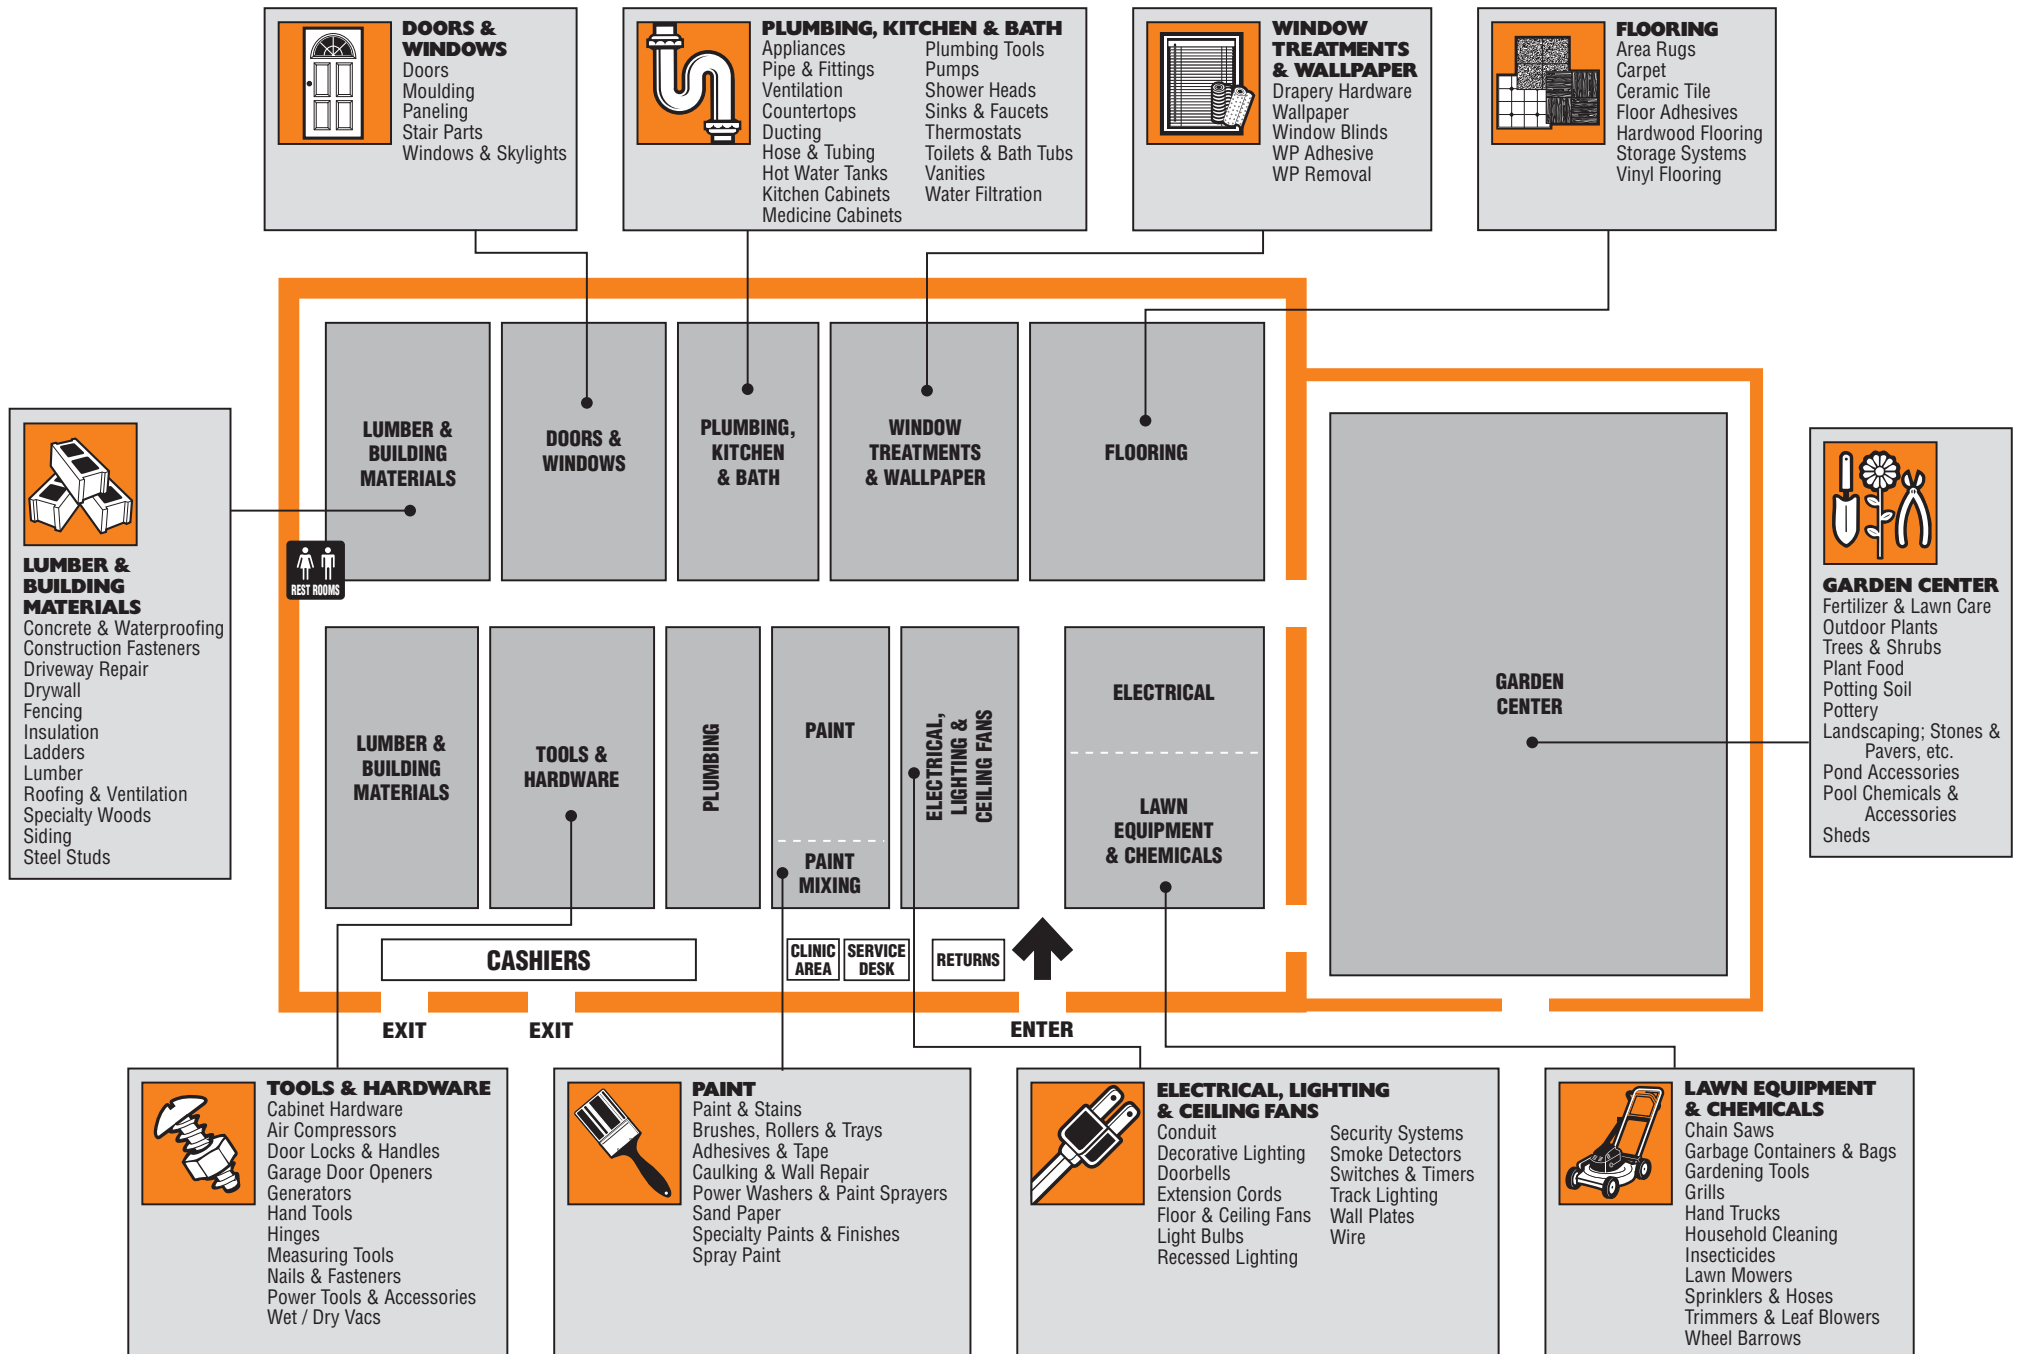 DOORS &
WINDOWS
Doors
Moulding
Paneling
Stair Parts
Windows & Skylights
PLUMBING, KITCHEN & BATH
Appliances
Pipe & Fittings
Ventilation
Countertops
Ducting
Hose & Tubing
Hot Water Tanks
Kitchen Cabinets
Medicine Cabinets
Plumbing Tools
Pumps
Shower Heads
Sinks & Faucets
Thermostats
Toilets & Bath Tubs
Vanities
Water Filtration
WINDOW
TREATMENTS
& WALLPAPER
Drapery Hardware
Wallpaper
Window Blinds
WP Adhesive
WP Removal
FLOORING
Area Rugs
Carpet
Ceramic Tile
Floor Adhesives
Hardwood Flooring
Storage Systems
Vinyl Flooring
LUMBER &
BUILDING
MATERIALS
Concrete & Waterproofing
Construction Fasteners
Driveway Repair
Drywall
Fencing
Insulation
Ladders
Lumber
Roofing & Ventilation
Specialty Woods
Siding
Steel Studs
LUMBER &
BUILDING
MATERIALS
DOORS &
WINDOWS
PLUMBING,
KITCHEN
& BATH
WINDOW
TREATMENTS
& WALLPAPER
FLOORING
REST ROOMS
LUMBER &
BUILDING
MATERIALS
TOOLS &
HARDWARE
PLUMBING
PAINT
PAINT
MIXING
ELECTRICAL,
LIGHTING &
CEILING FANS
ELECTRICAL
LAWN
EQUIPMENT
& CHEMICALS
GARDEN
CENTER
GARDEN CENTER
Fertilizer & Lawn Care
Outdoor Plants
Trees & Shrubs
Plant Food
Potting Soil
Pottery
Landscaping; Stones &
Pavers, etc.
Pond Accessories
Pool Chemicals &
Accessories
Sheds
CASHIERS
CLINIC
AREA
SERVICE
DESK
RETURNS
EXIT
EXIT
ENTER
TOOLS & HARDWARE
Cabinet Hardware
Air Compressors
Door Locks & Handles
Garage Door Openers
Generators
Hand Tools
Hinges
Measuring Tools
Nails & Fasteners
Power Tools & Accessories
Wet / Dry Vacs
PAINT
Paint & Stains
Brushes, Rollers & Trays
Adhesives & Tape
Caulking & Wall Repair
Power Washers & Paint Sprayers
Sand Paper
Specialty Paints & Finishes
Spray Paint
ELECTRICAL, LIGHTING
& CEILING FANS
Conduit
Decorative Lighting
Doorbells
Extension Cords
Floor & Ceiling Fans
Light Bulbs
Recessed Lighting
Security Systems
Smoke Detectors
Switches & Timers
Track Lighting
Wall Plates
Wire
LAWN EQUIPMENT
& CHEMICALS
Chain Saws
Garbage Containers & Bags
Gardening Tools
Grills
Hand Trucks
Household Cleaning
Insecticides
Lawn Mowers
Sprinklers & Hoses
Trimmers & Leaf Blowers
Wheel Barrows